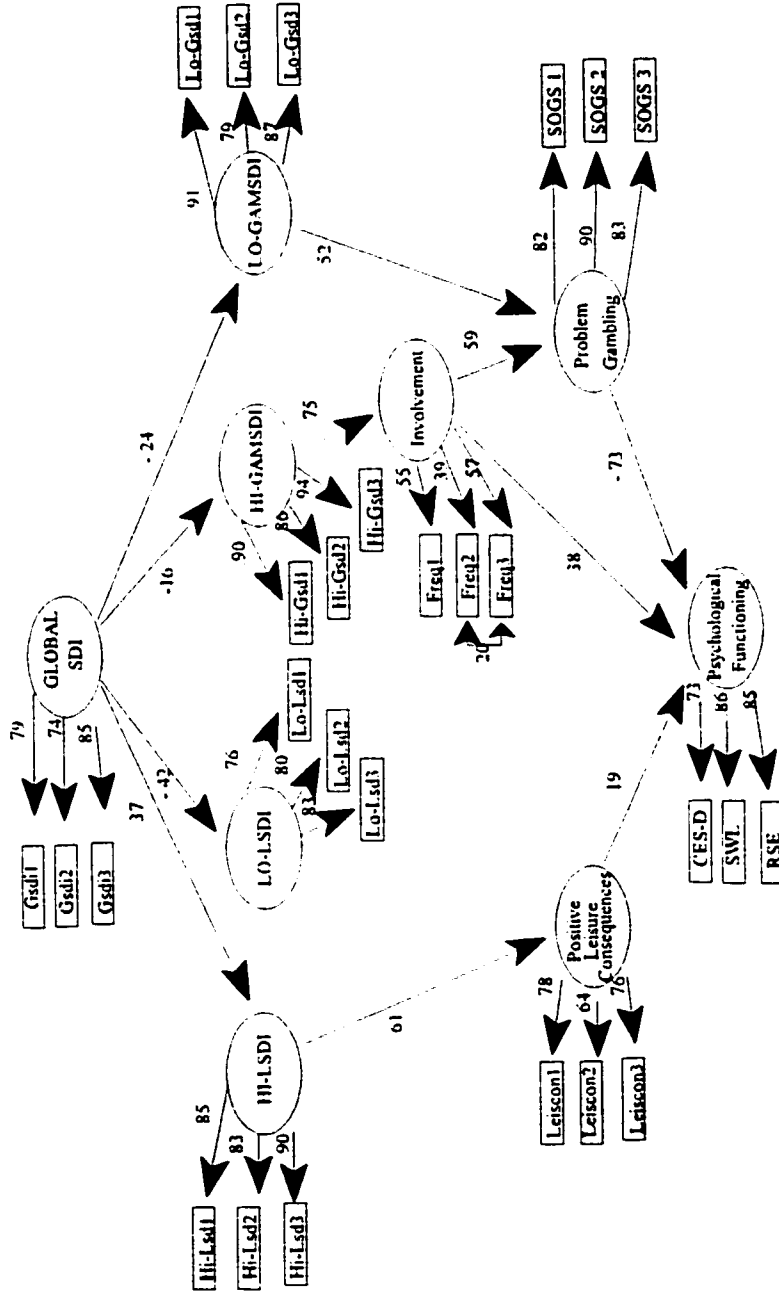 GLOBAL
SDI
79
74
85
Gsdi1
Gsdi2
Gsdi3
37
- 42
-16
- 24
HI-LSDI
85
83
90
Hi-Lsd1
Hi-Lsd2
Hi-Lsd3
LO-LSDI
76
80
83
Lo-Lsd1
Lo-Lsd2
Lo-Lsd3
HI-GAMSDI
90
86
94
Hi-Gsd1
Hi-Gsd2
Hi-Gsd3
LO-GAMSDI
91
79
87
Lo-Gsd1
Lo-Gsd2
Lo-Gsd3
61
75
52
Involvement
55
39
57
Freq1
Freq2
Freq3
20
59
38
Positive
Leisure
Consequences
78
64
76
Leiscon1
Leiscon2
Leiscon3
Problem
Gambling
82
90
83
SOGS 1
SOGS 2
SOGS 3
19
- 73
Psychological
Functioning
73
86
85
CES-D
SWL
RSE